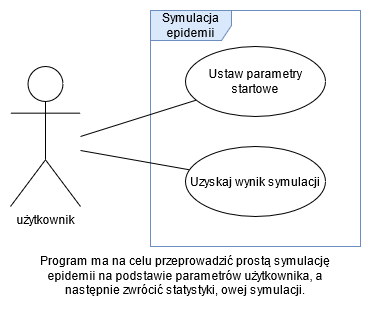 Symulacja
epidemii
Ustaw parametry
startowe
Uzyskaj wynik symulacji
użytkownik
Program ma na celu przeprowadzić prostą symulację
epidemii na podstawie parametrów użytkownika, a
następnie zwrócić statystyki, owej symulacji.